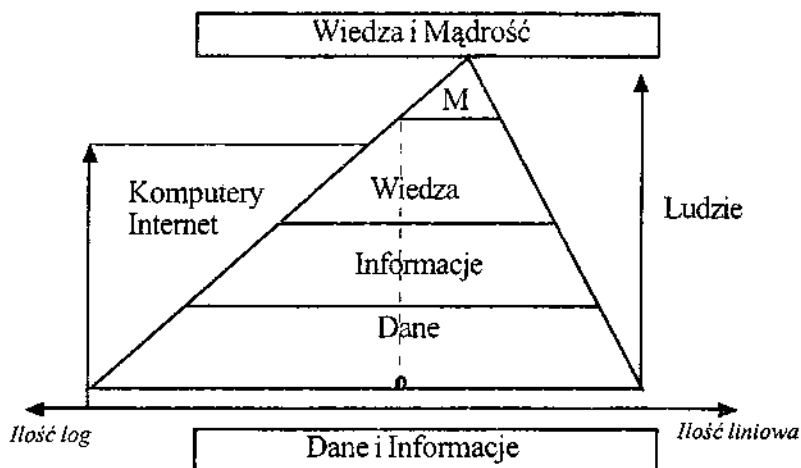 Wiedza i Mądrość
M
Komputery
Internet
Wiedza
Ludzie
Informacje
Dane
0
Ilość log
Ilość liniowa
Dane i Informacje